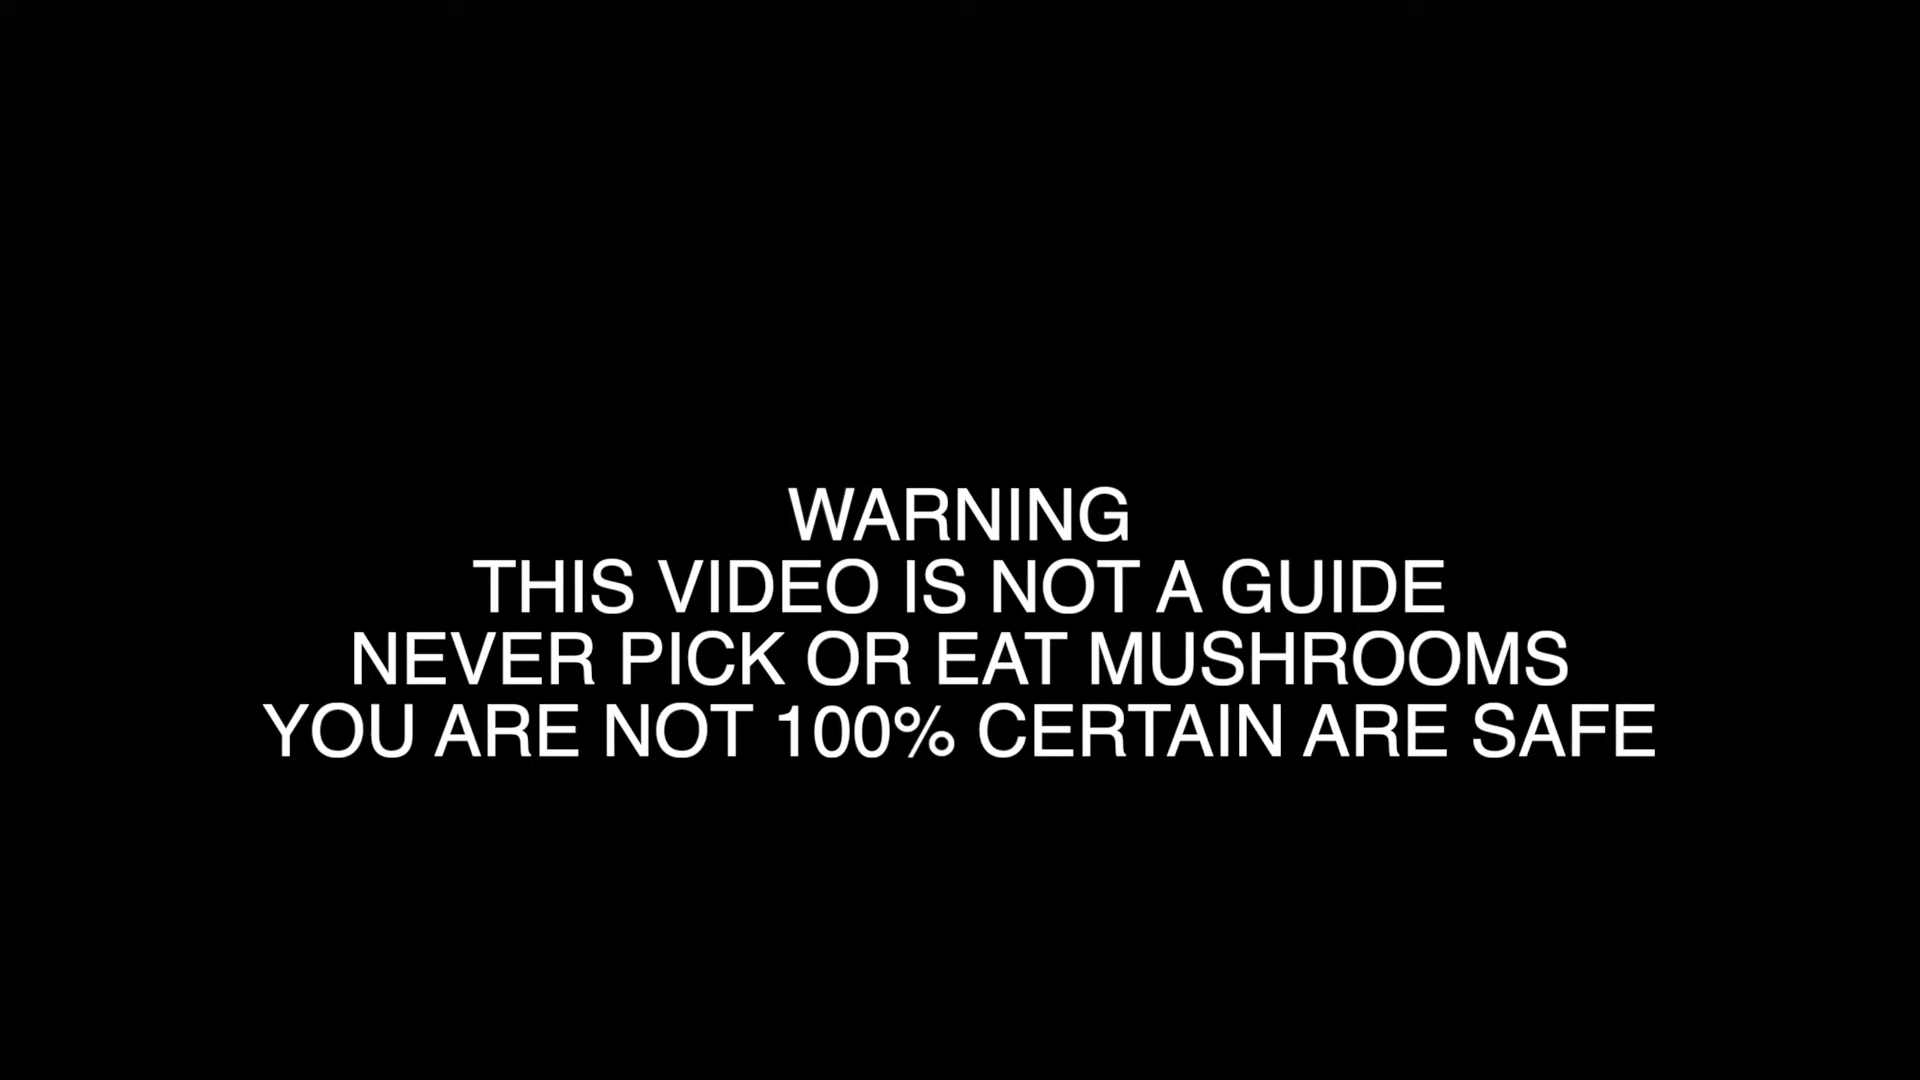 WARNING
THIS VIDEO IS NOT A GUIDE
NEVER PICK OR EAT MUSHROOMS
YOU ARE NOT 100% CERTAIN ARE SAFE